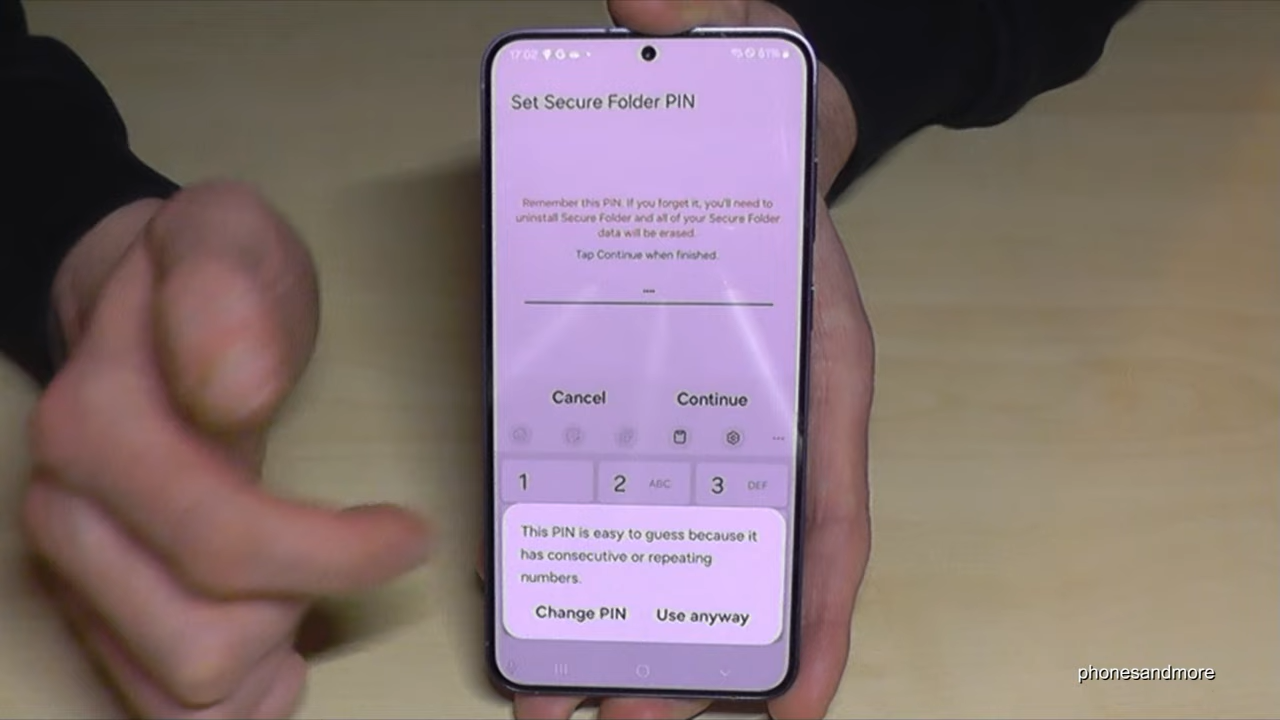 17:02 61%
Set Secure Folder PIN
Remember this PIN. If you forget it, you'll need to
uninstall Secure Folder and all of your Secure Folder
data will be erased.
Tap Continue when finished.
Cancel Continue
1 2 ABC 3 DEF
This PIN is easy to guess because it
has consecutive or repeating
numbers.
Change PIN Use anyway
phonesandmore